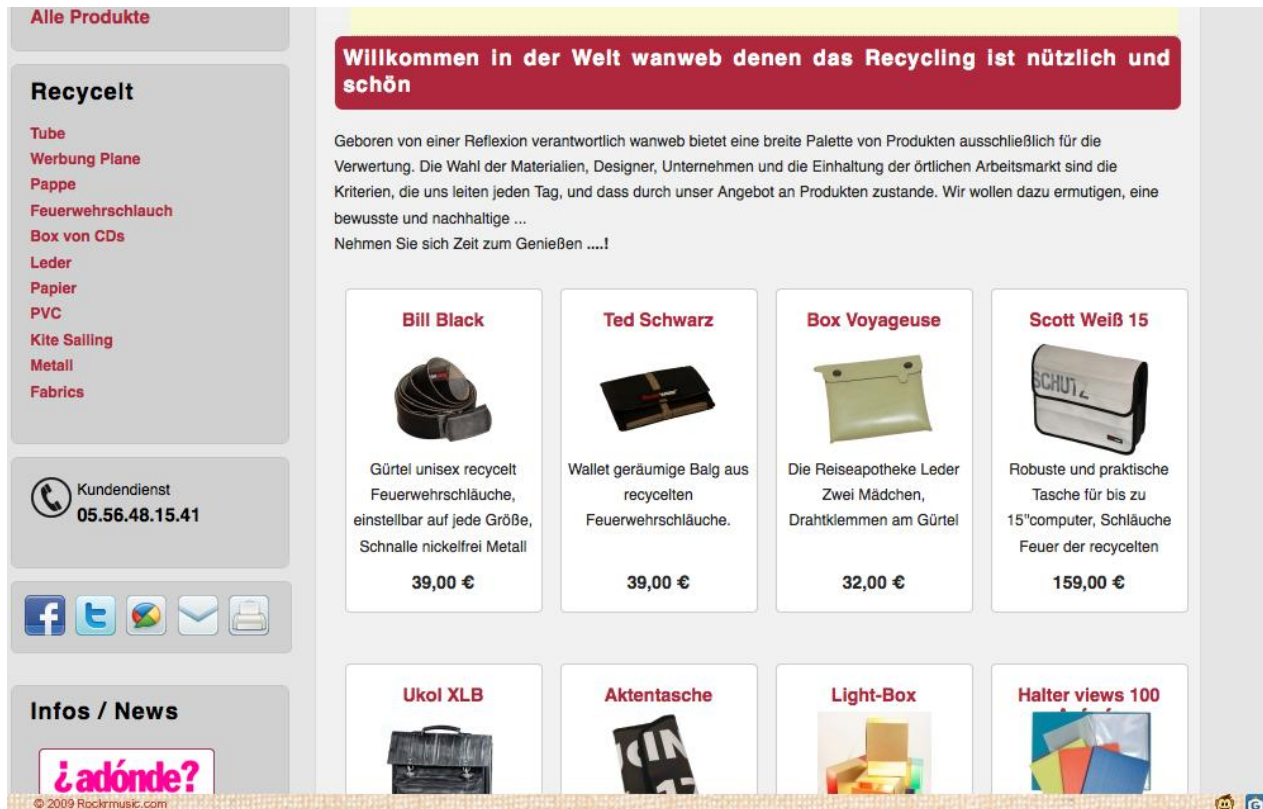 Alle Produkte
Recycelt
Tube
Werbung Plane
Pappe
Feuerwehrschlauch
Box von CDs
Leder
Papier
PVC
Kite Sailing
Metall
Fabrics
Kundendienst
05.56.48.15.41
Infos / News
¿adónde?
© 2009 Rockrmusic.com
Willkommen in der Welt wanweb denen das Recycling ist nützlich und
schön
Geboren von einer Reflexion verantwortlich wanweb bietet eine breite Palette von Produkten ausschließlich für die
Verwertung. Die Wahl der Materialien, Designer, Unternehmen und die Einhaltung der örtlichen Arbeitsmarkt sind die
Kriterien, die uns leiten jeden Tag, und dass durch unser Angebot an Produkten zustande. Wir wollen dazu ermutigen, eine
bewusste und nachhaltige ...
Nehmen Sie sich Zeit zum Genießen ....!
Bill Black
Gürtel unisex recycelt
Feuerwehrschläuche,
einstellbar auf jede Größe,
Schnalle nickelfrei Metall
39,00 €
Ted Schwarz
Wallet geräumige Balg aus
recycelten
Feuerwehrschläuche.
39,00 €
Box Voyageuse
Die Reiseapotheke Leder
Zwei Mädchen,
Drahtklemmen am Gürtel
32,00 €
Scott Weiß 15
SCHUTZ
Robuste und praktische
Tasche für bis zu
15"computer, Schläuche
Feuer der recycelten
159,00 €
Ukol XLB
Aktentasche
Light-Box
Halter views 100